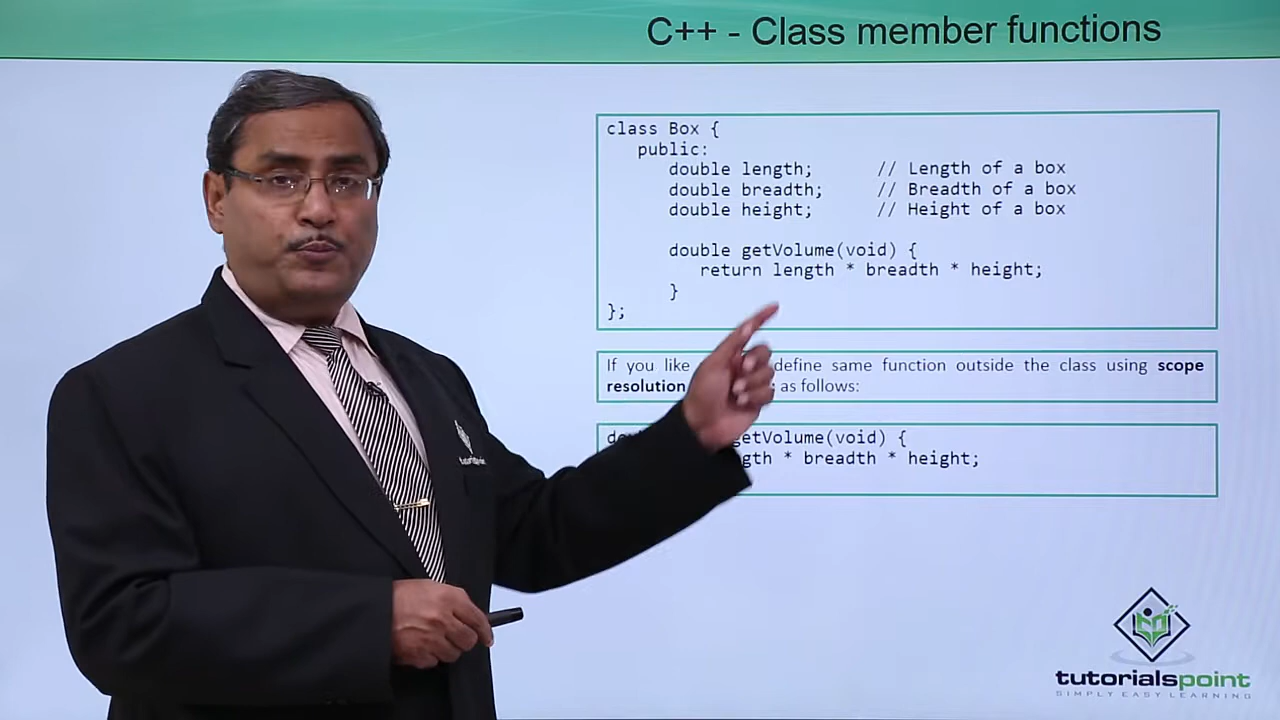 C++ - Class member functions
class Box {
public:
double length; // Length of a box
double breadth; // Breadth of a box
double height; // Height of a box
double getVolume(void) {
return length * breadth * height;
}
};
If you like define same function outside the class using scope
resolution as follows:
getVolume(void) {
* breadth * height;
tutorialspoint
tutorialspoint
SIMPLY EASY LEARNING